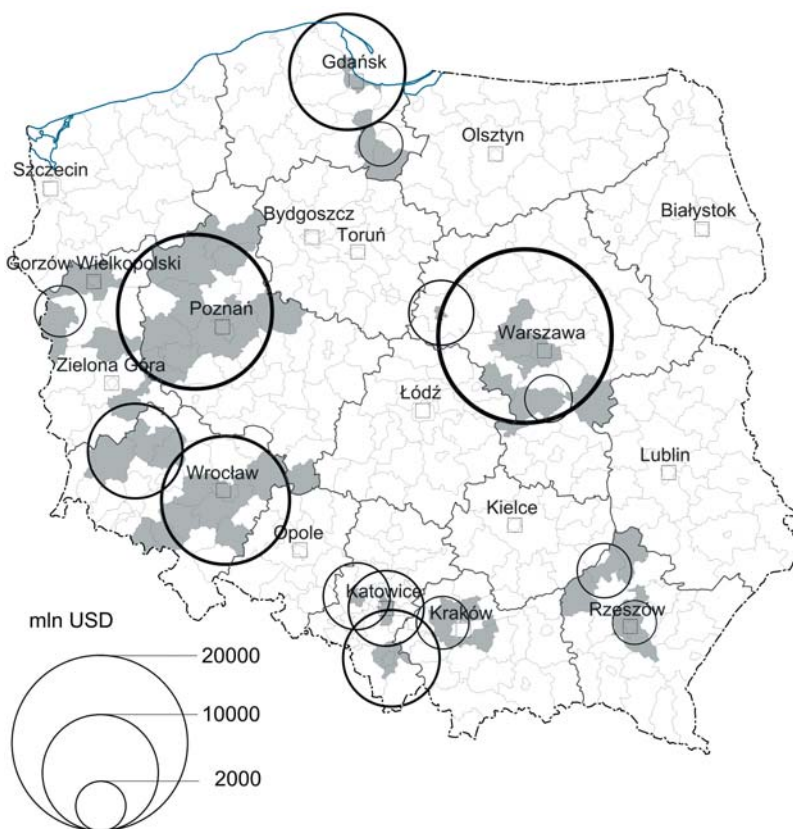 Gdańsk
Olsztyn
Szczecin
Białystok
Bydgoszcz
Toruń
Gorzów Wielkopolski
Poznań
Warszawa
Zielona Góra
Łódź
Lublin
Wrocław
Kielce
Opole
Katowice
Kraków
Rzeszów
mln USD
20000
10000
2000